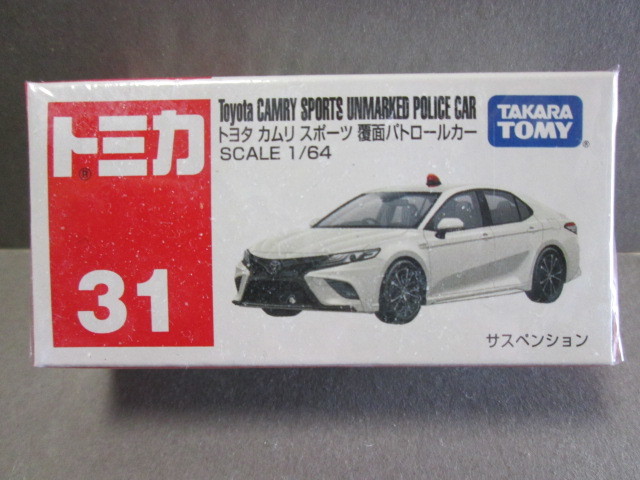 トミカ®
31
Toyota CAMRY SPORTS UNMARKED POLICE CAR
トヨタ カムリ スポーツ 覆面パトロールカー
SCALE 1/64
TAKARA
TOMY®
サスペンション